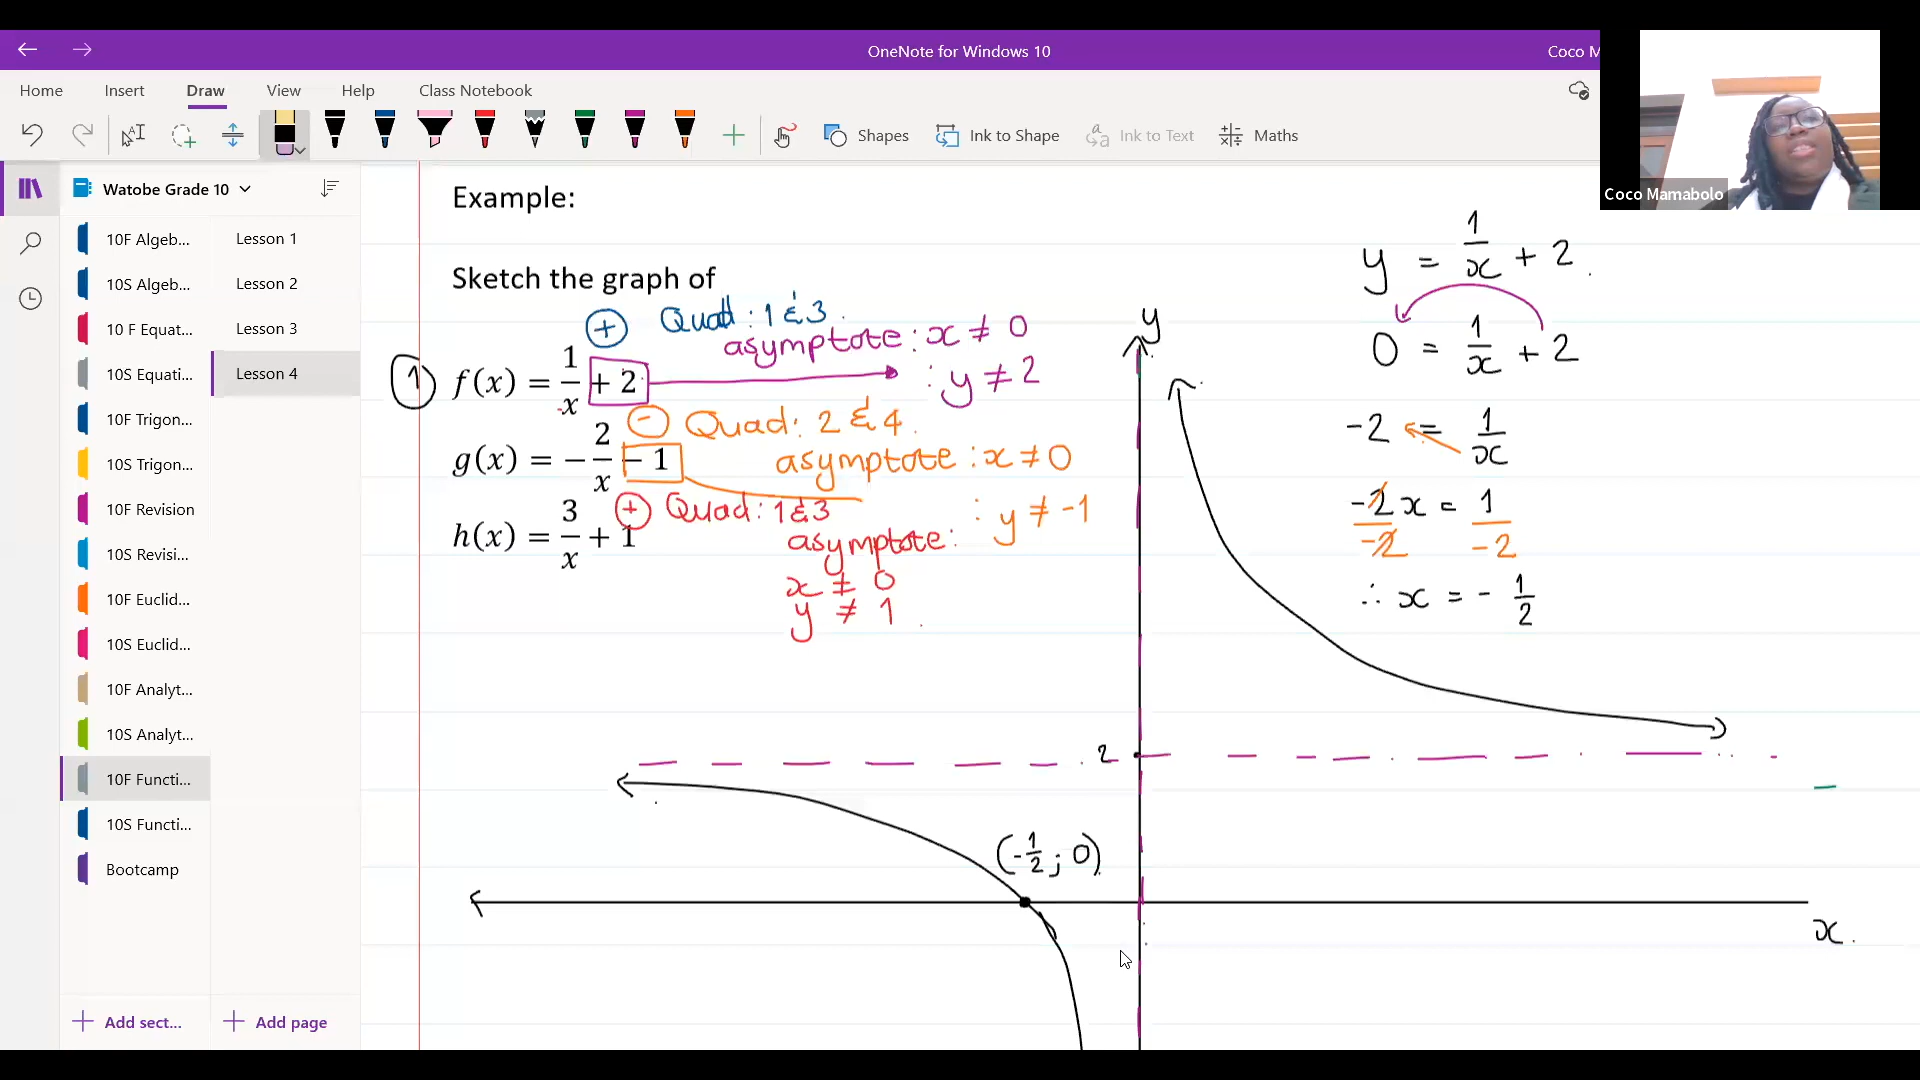 OneNote for Windows 10
Coco M
Home Insert Draw View Help Class Notebook
Shapes Ink to Shape Ink to Text Maths
Coco Mamabolo
Watobe Grade 10
10F Algeb...
10S Algeb...
10 F Equat...
10S Equati...
10F Trigon...
10S Trigon...
10F Revision
10S Revisi...
10F Euclid...
10S Euclid...
10F Analyt...
10S Analyt...
10F Functi...
10S Functi...
Bootcamp
Add sect...
Lesson 1
Lesson 2
Lesson 3
Lesson 4
Add page
Example:
Sketch the graph of
+ Quad: 1 & 3.
asymptote: x ≠ 0
1 f(x) = 1/x + 2 : y ≠ 2
- Quad: 2 & 4.
g(x) = -2/x - 1 asymptote: x ≠ 0
: y ≠ -1
+ Quad: 1 & 3
h(x) = 3/x + 1 asymptote:
x ≠ 0
y ≠ 1
y = 1/x + 2.
0 = 1/x + 2
-2 = 1/x
-2x/-2 = 1/-2
∴ x = -1/2
y
2
(-1/2; 0)
x